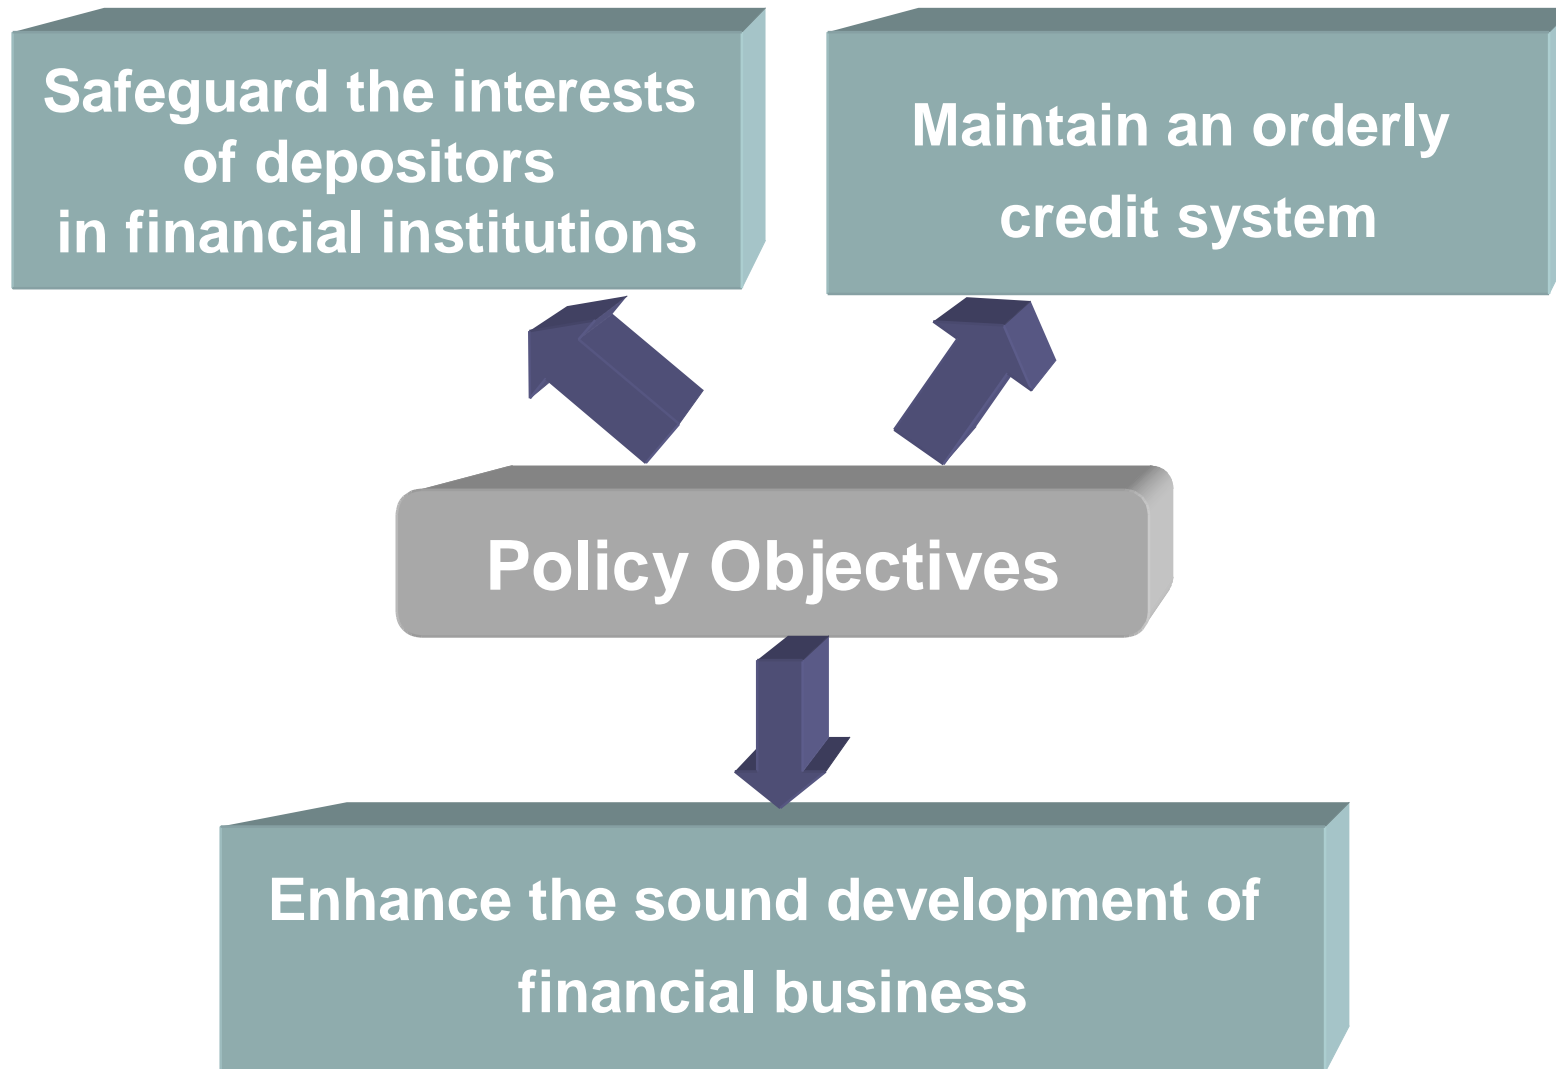 Safeguard the interests
of depositors
in financial institutions
Maintain an orderly
credit system
Policy Objectives
Enhance the sound development of
financial business